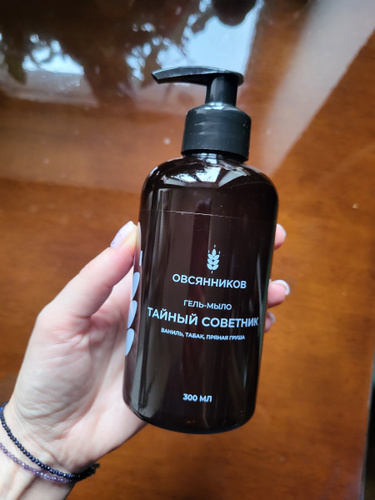 ОВСЯННИКОВ
ГЕЛЬ-МЫЛО
ТАЙНЫЙ СОВЕТНИК
ВАНИЛЬ, ТАБАК, ПРЯНАЯ ГРУША
300 МЛ